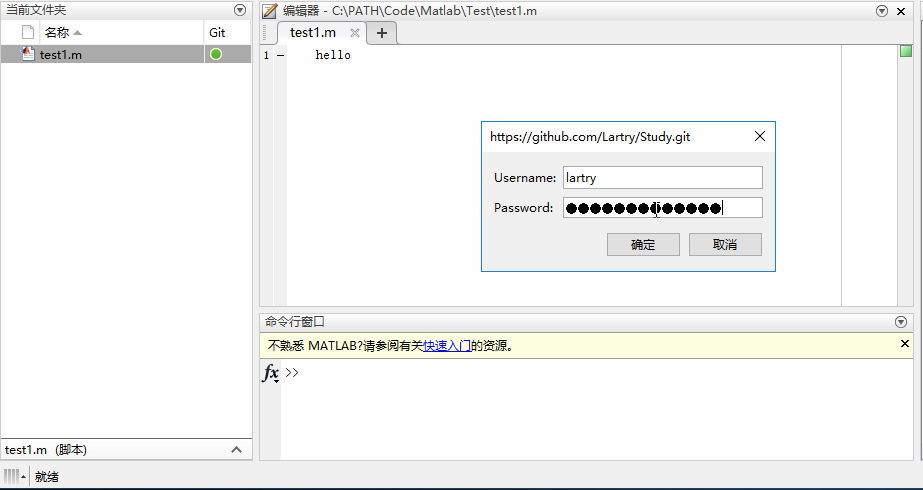 当前文件夹
名称 Git
test1.m
test1.m (脚本)
就绪
编辑器 - C:\PATH\Code\Matlab\Test\test1.m
test1.m
1 — hello
https://github.com/Lartry/Study.git
Username: lartry
Password: ●●●●●●●●●●●●●
确定 取消
命令行窗口
不熟悉 MATLAB?请参阅有关快速入门的资源。
fx >>